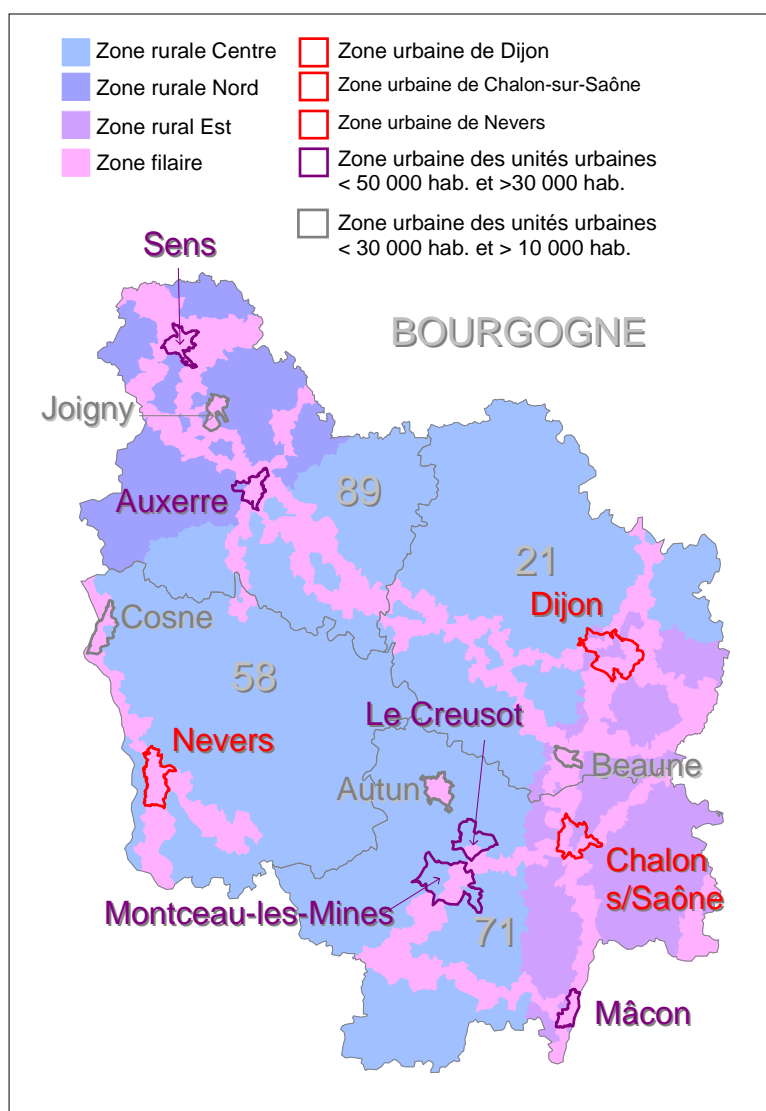 Zone rurale Centre
Zone rurale Nord
Zone rural Est
Zone filaire
Zone urbaine de Dijon
Zone urbaine de Chalon-sur-Saône
Zone urbaine de Nevers
Zone urbaine des unités urbaines
< 50 000 hab. et >30 000 hab.
Zone urbaine des unités urbaines
< 30 000 hab. et > 10 000 hab.
Sens
BOURGOGNE
Joigny
Auxerre
89
21
Dijon
Cosne
58
Le Creusot
Nevers
Beaune
Autun
Chalon
s/Saône
Montceau-les-Mines
71
Mâcon